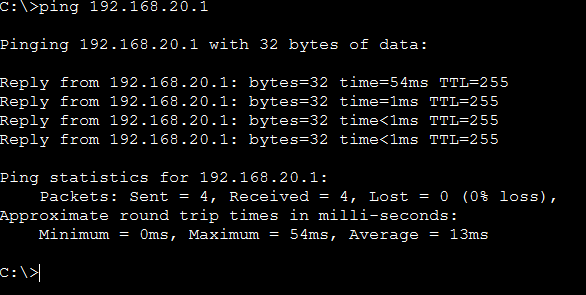 C:\>ping 192.168.20.1
Pinging 192.168.20.1 with 32 bytes of data:
Reply from 192.168.20.1: bytes=32 time=54ms TTL=255
Reply from 192.168.20.1: bytes=32 time=1ms TTL=255
Reply from 192.168.20.1: bytes=32 time<1ms TTL=255
Reply from 192.168.20.1: bytes=32 time<1ms TTL=255
Ping statistics for 192.168.20.1:
    Packets: Sent = 4, Received = 4, Lost = 0 (0% loss),
Approximate round trip times in milli-seconds:
    Minimum = 0ms, Maximum = 54ms, Average = 13ms
C:\>